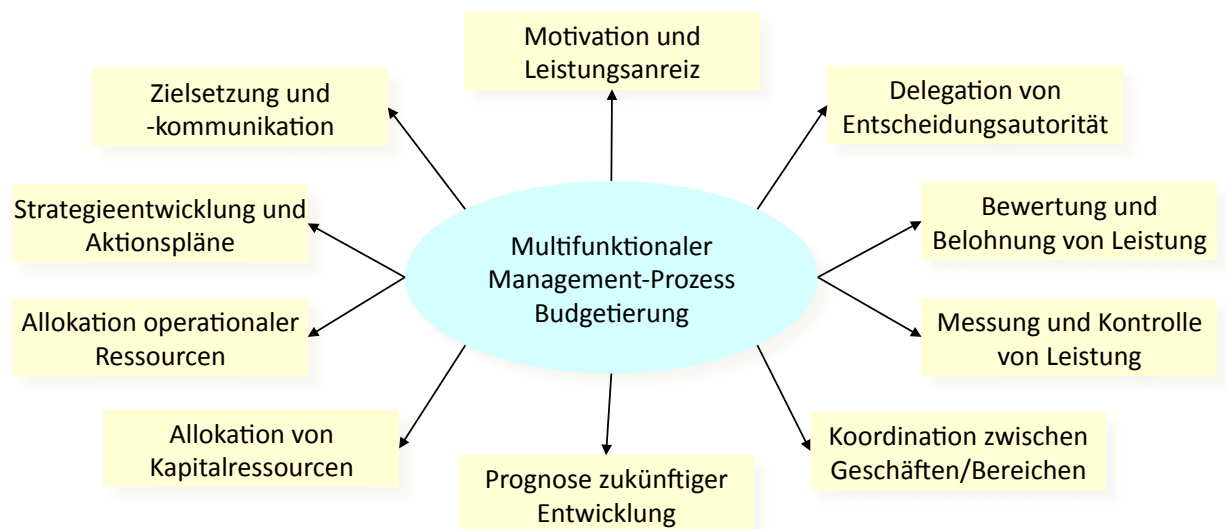 Motivation und
Leistungsanreiz
Zielsetzung und
-kommunikation
Delegation von
Entscheidungsautorität
Strategieentwicklung und
Aktionspläne
Bewertung und
Belohnung von Leistung
Multifunktionaler
Management-Prozess
Budgetierung
Allokation operationaler
Ressourcen
Messung und Kontrolle
von Leistung
Allokation von
Kapitalressourcen
Koordination zwischen
Geschäften/Bereichen
Prognose zukünftiger
Entwicklung